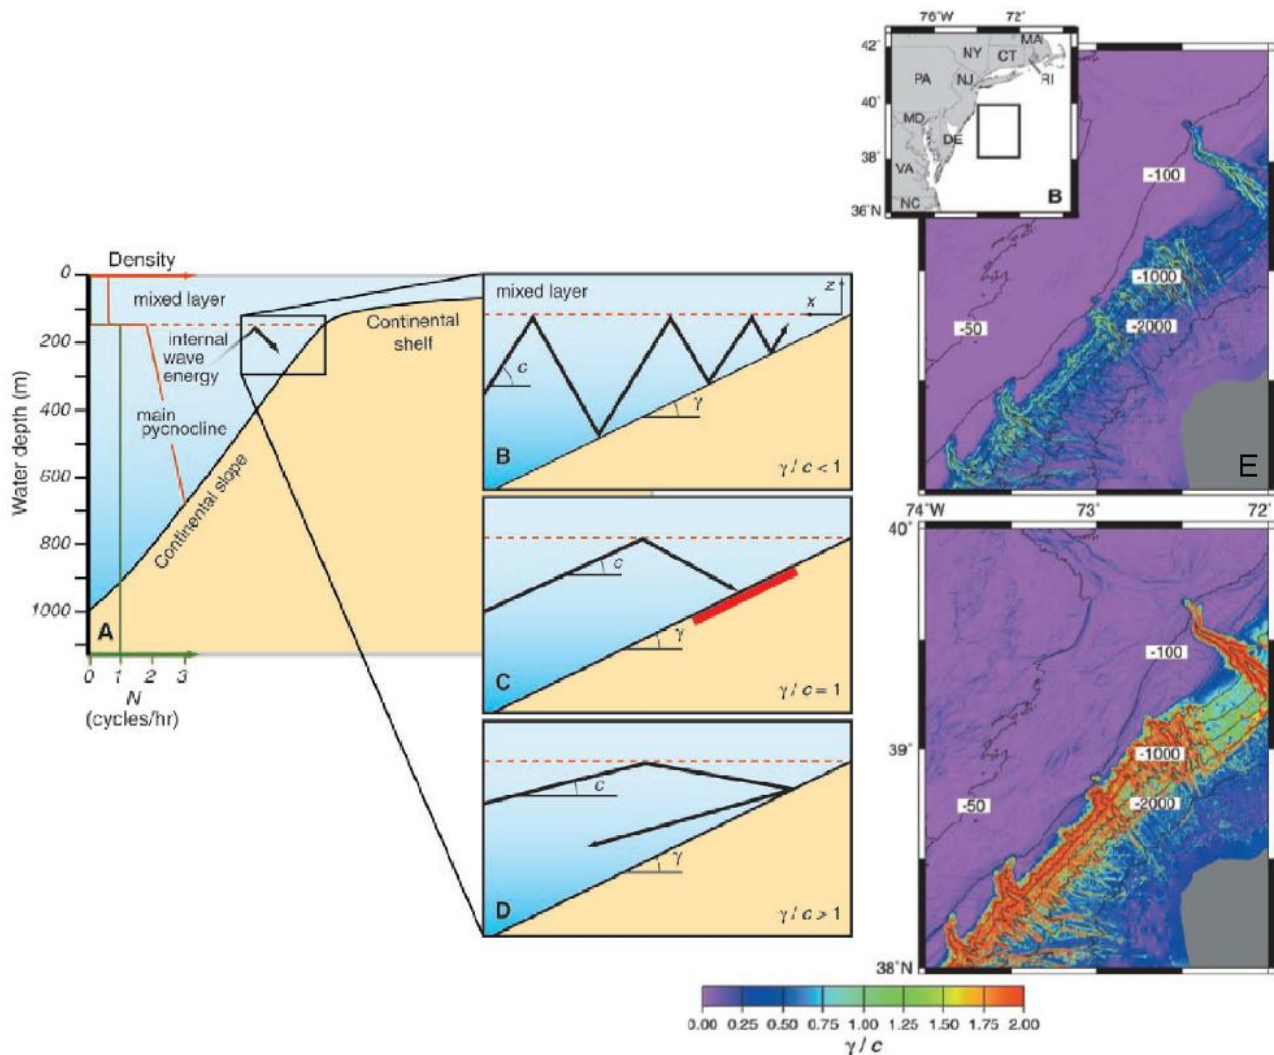 Density
0
200
400
600
800
1000
Water depth (m)
mixed layer
internal
wave
energy
main
pycnocline
Continental slope
Continental
shelf
A
0 1 2 3
N
(cycles/hr)
mixed layer
z
x
c
γ
B
γ / c < 1
c
γ
C
γ / c = 1
c
γ
D
γ / c > 1
76°W 72°
42°
40°
38°
36°N
MA
NY
CT
RI
PA
NJ
MD
DE
VA
NC
B
-100
-1000
-2000
-50
E
74°W 73° 72°
40°
39°
38°N
-100
-1000
-2000
-50
0.00 0.25 0.50 0.75 1.00 1.25 1.50 1.75 2.00
γ / c